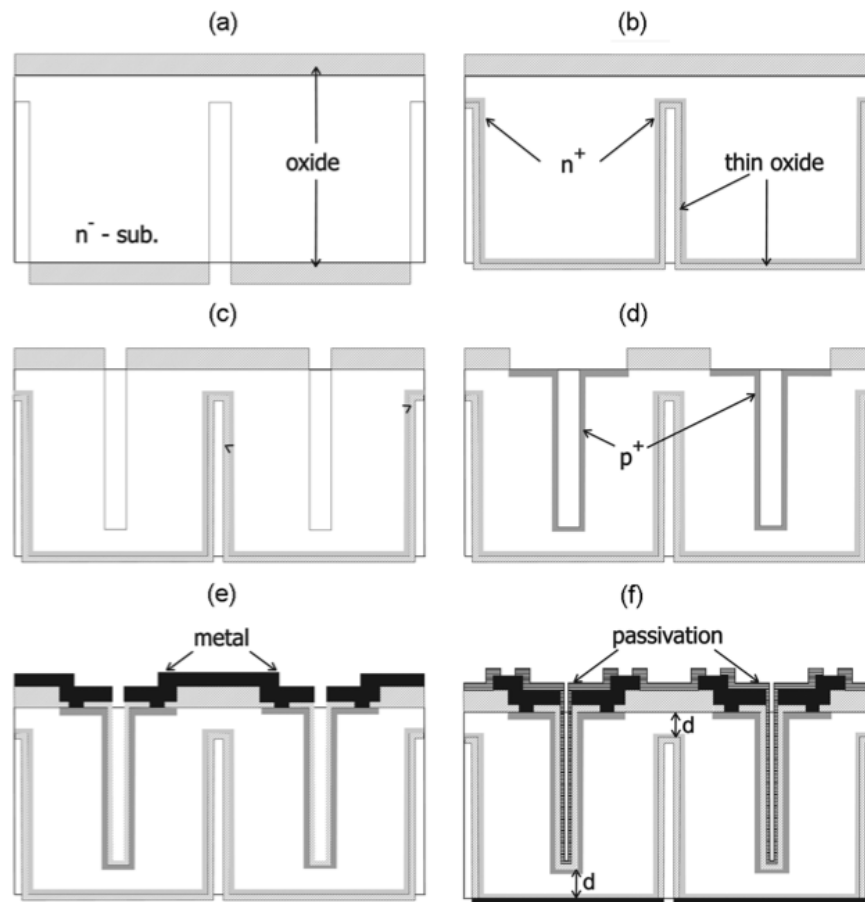 (a)
(b)
oxide
n⁻ - sub.
n⁺
thin oxide
(c)
(d)
p⁺
(e)
(f)
metal
passivation
d
d